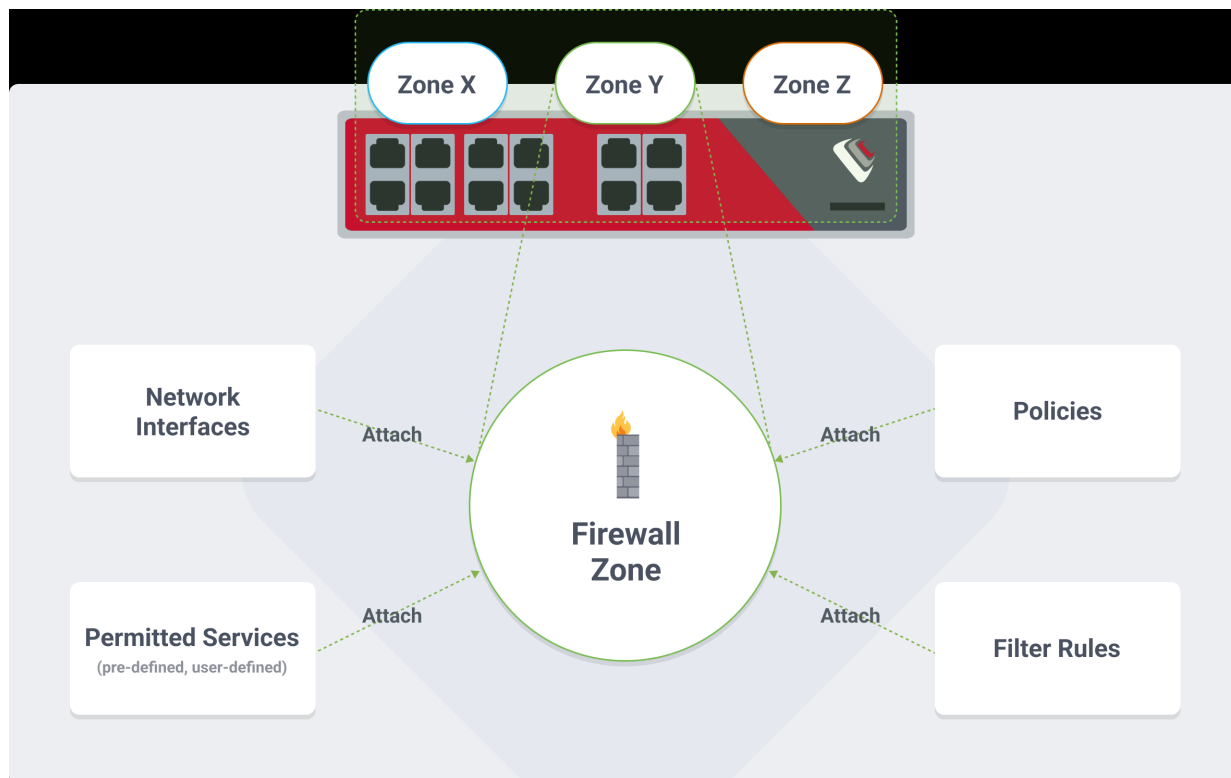 Zone X
Zone Y
Zone Z
Network
Interfaces
Attach
Attach
Policies
Firewall
Zone
Permitted Services
(pre-defined, user-defined)
Attach
Attach
Filter Rules